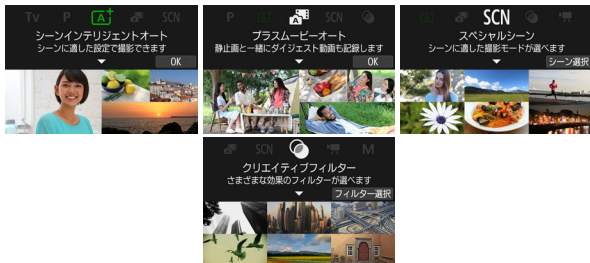 Tv P A+ SCN
シーンインテリジェントオート
シーンに適した設定で撮影できます
OK
P A+ SCN
プラスムービーオート
静止画と一緒にダイジェスト動画も記録します
OK
A+ SCN
スペシャルシーン
シーンに適した撮影モードが選べます
シーン選択
SCN M
クリエイティブフィルター
さまざまな効果のフィルターが選べます
フィルター選択